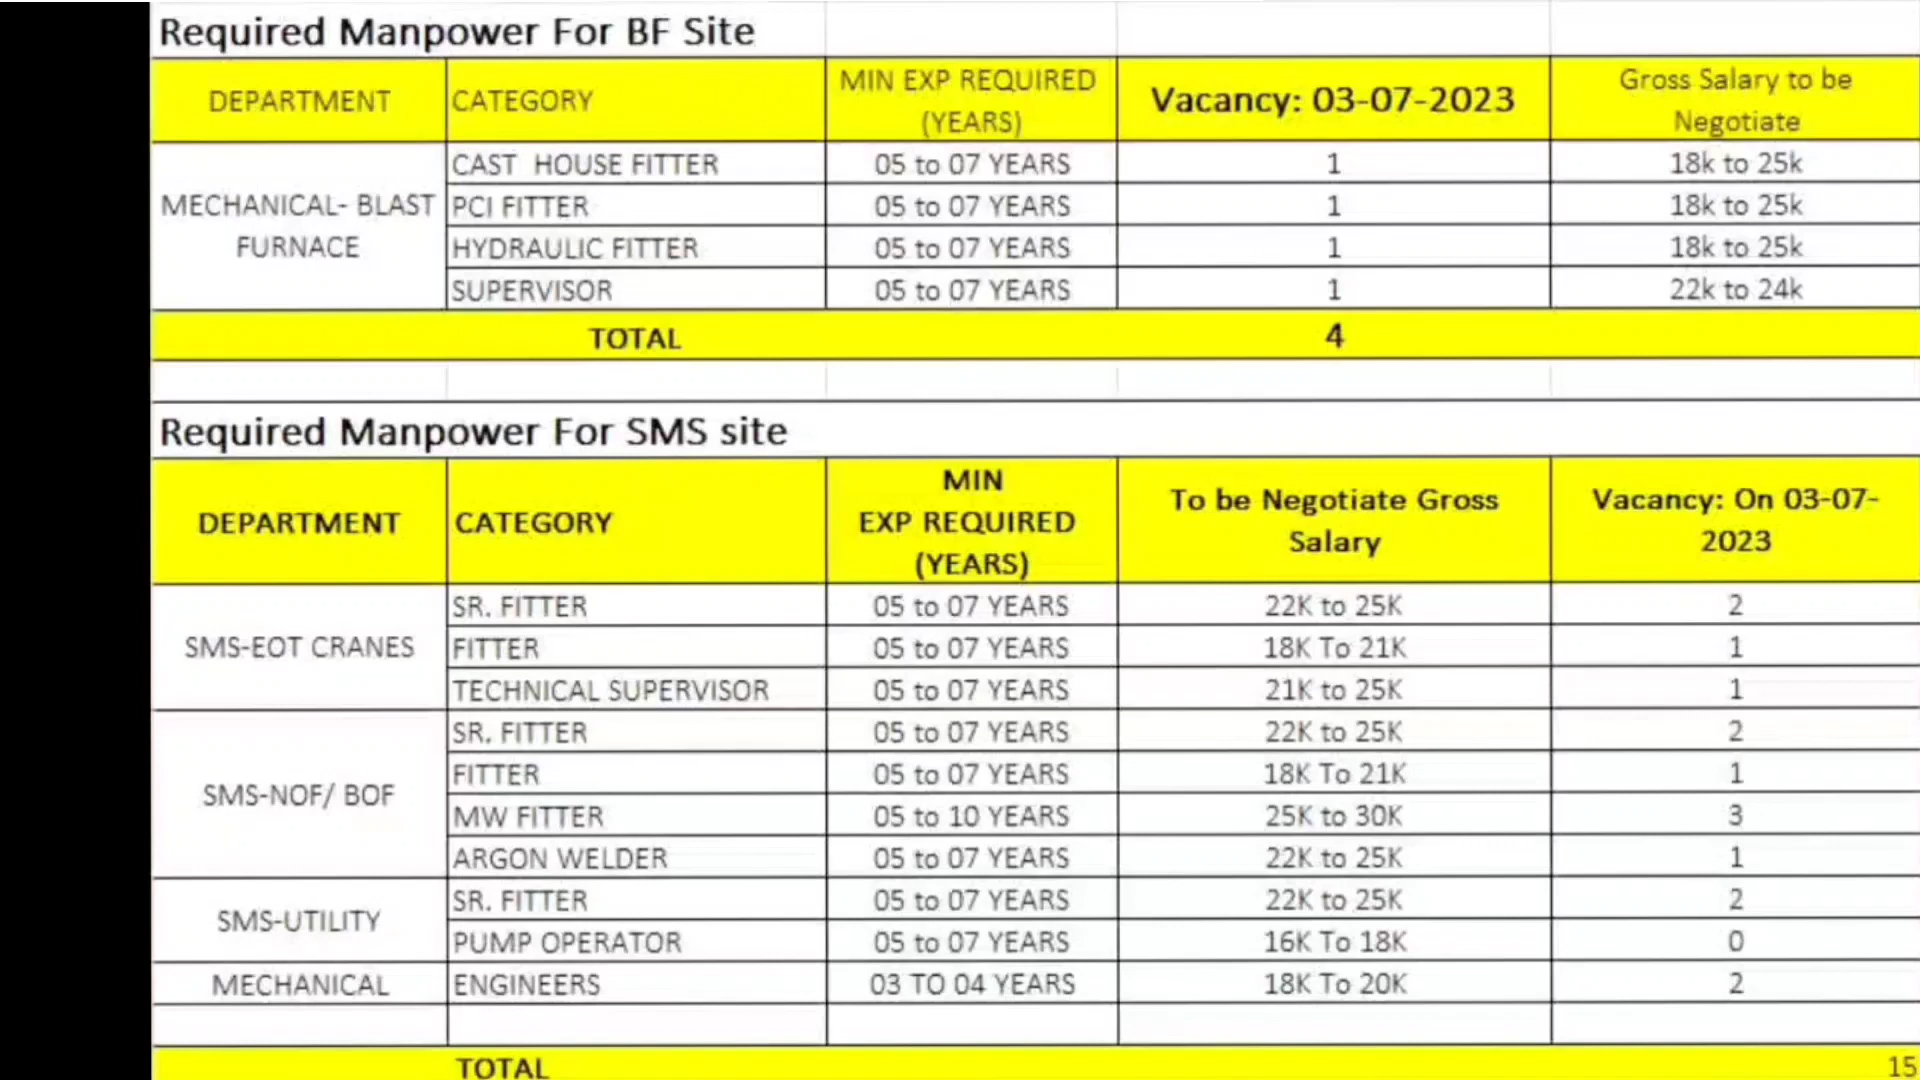 Required Manpower For BF Site
DEPARTMENT CATEGORY MIN EXP REQUIRED (YEARS) Vacancy: 03-07-2023 Gross Salary to be Negotiate
MECHANICAL- BLAST FURNACE
CAST HOUSE FITTER 05 to 07 YEARS 1 18k to 25k
PCI FITTER 05 to 07 YEARS 1 18k to 25k
HYDRAULIC FITTER 05 to 07 YEARS 1 18k to 25k
SUPERVISOR 05 to 07 YEARS 1 22k to 24k
TOTAL 4
Required Manpower For SMS site
DEPARTMENT CATEGORY MIN EXP REQUIRED (YEARS) To be Negotiate Gross Salary Vacancy: On 03-07-2023
SMS-EOT CRANES
SR. FITTER 05 to 07 YEARS 22K to 25K 2
FITTER 05 to 07 YEARS 18K To 21K 1
TECHNICAL SUPERVISOR 05 to 07 YEARS 21K to 25K 1
SMS-NOF/ BOF
SR. FITTER 05 to 07 YEARS 22K to 25K 2
FITTER 05 to 07 YEARS 18K To 21K 1
MW FITTER 05 to 10 YEARS 25K to 30K 3
ARGON WELDER 05 to 07 YEARS 22K to 25K 1
SMS-UTILITY
SR. FITTER 05 to 07 YEARS 22K to 25K 2
PUMP OPERATOR 05 to 07 YEARS 16K To 18K 0
MECHANICAL ENGINEERS 03 TO 04 YEARS 18K To 20K 2
TOTAL 15